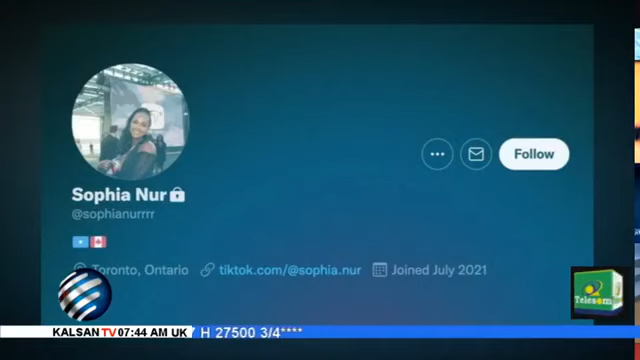 Sophia Nur
@sophianurrrr
Follow
Toronto, Ontario tiktok.com/@sophia.nur Joined July 2021
Telesom
KALSAN TV 07:44 AM UK H 27500 3/4****